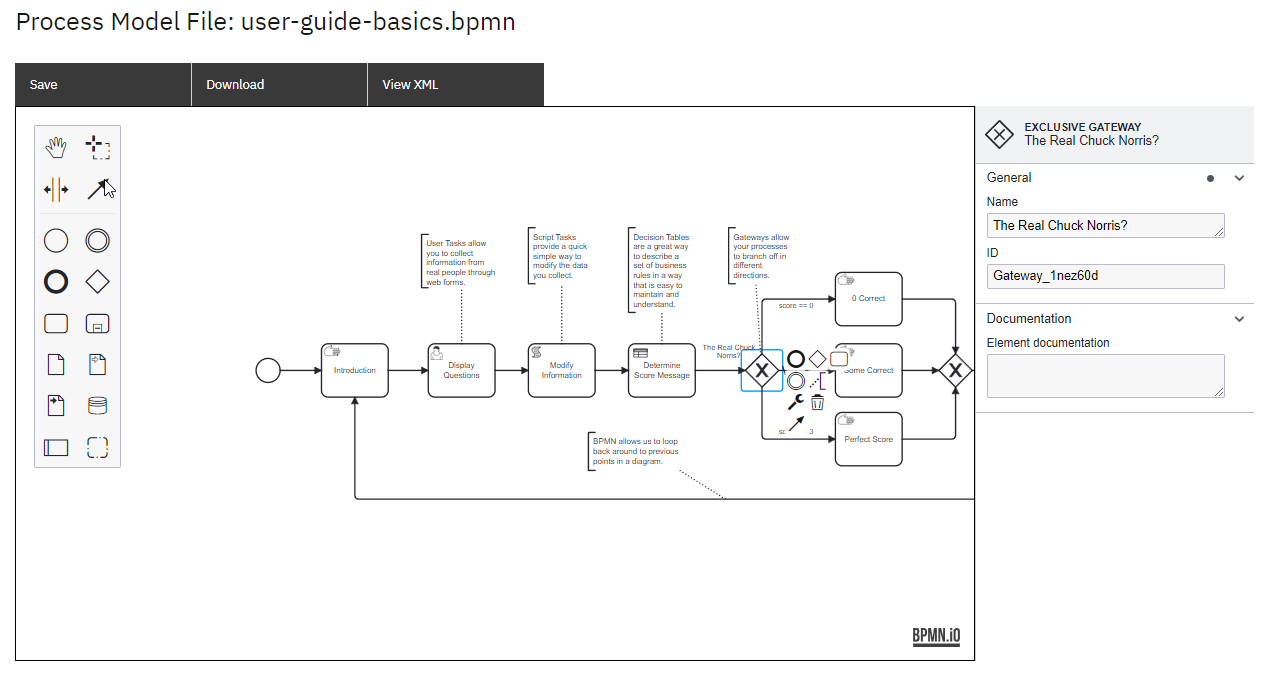 Process Model File: user-guide-basics.bpmn
Save
Download
View XML
EXCLUSIVE GATEWAY
The Real Chuck Norris?
General
Name
The Real Chuck Norris?
ID
Gateway_1nez60d
Documentation
Element documentation
User Tasks allow
you to collect
information from
real people through
web forms.
Script Tasks
provide a quick
simple way to
modify the data
you collect.
Decision Tables
are a great way
to describe a
set of business
rules in a way
that is easy to
maintain and
understand.
Gateways allow
your processes
to branch off in
different
directions.
score == 0
0 Correct
Introduction
Display
Questions
Modify
Information
Determine
Score Message
The Real Chuck
Norris?
X
Some Correct
X
3
Perfect Score
BPMN allows us to loop
back around to previous
points in a diagram.
BPMN.iO